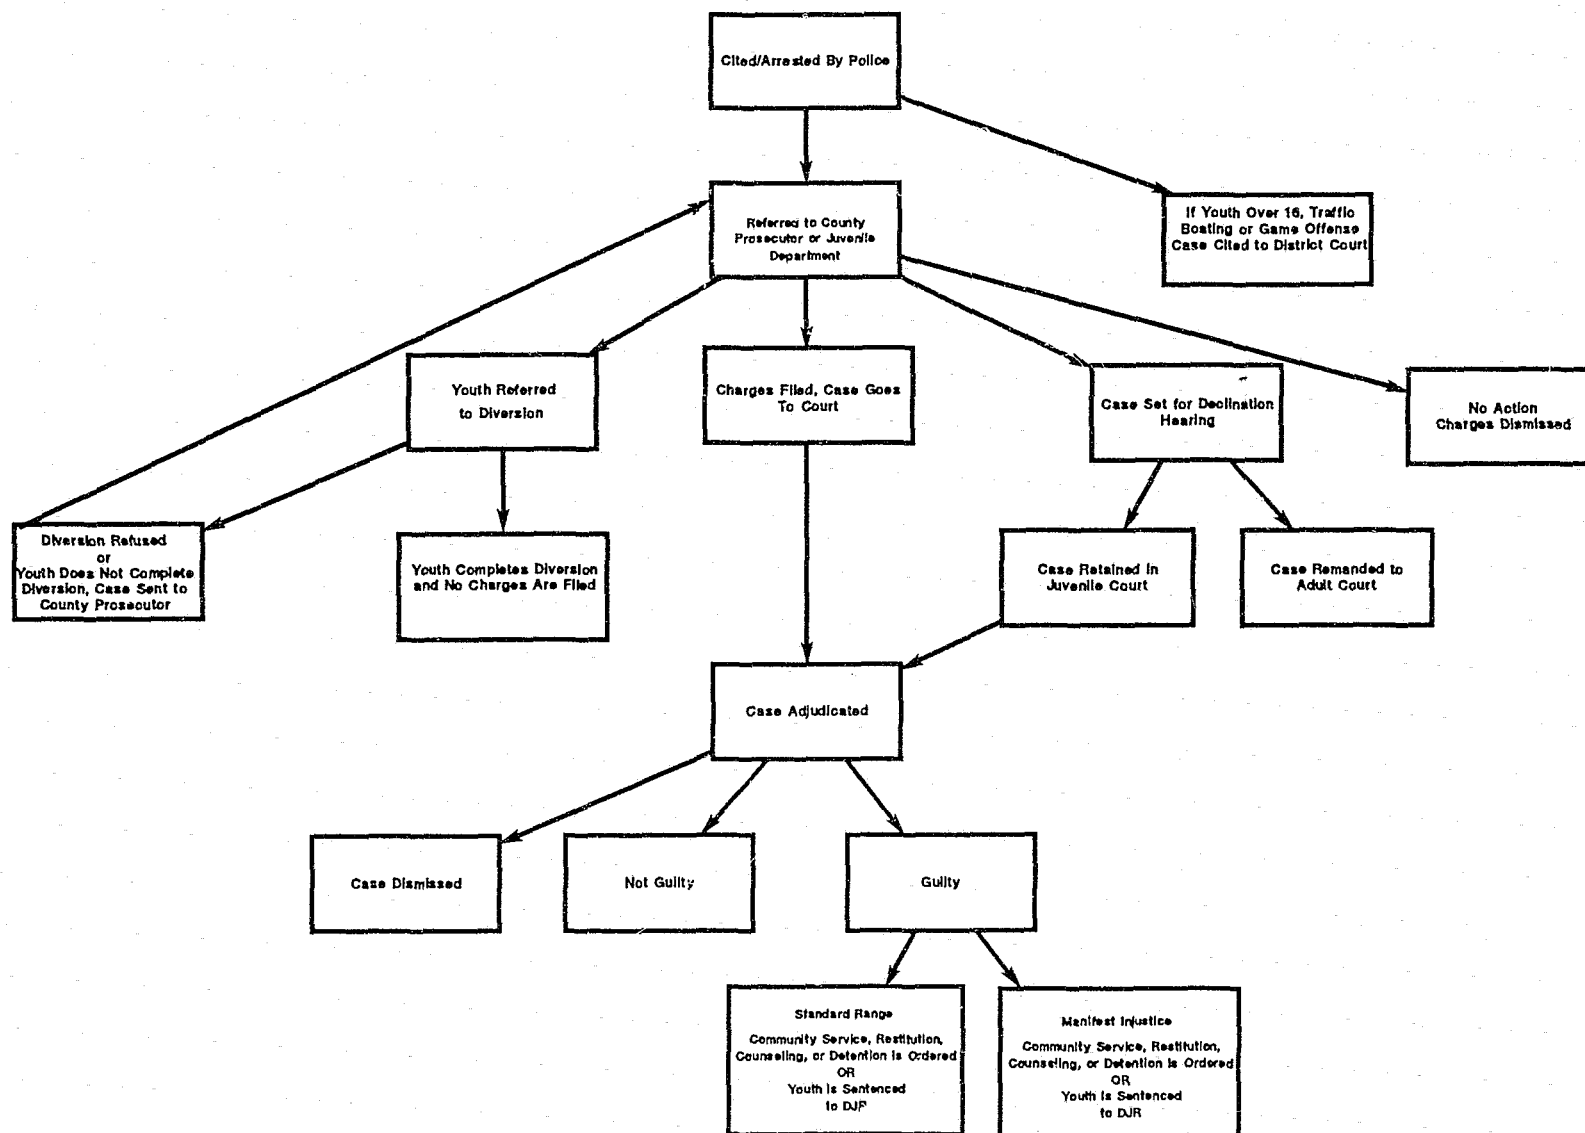 Cited/Arrested By Police
If Youth Over 16, Traffic
Boating or Game Offense
Case Cited to District Court
Referred to County
Prosecutor or Juvenile
Department
Youth Referred
to Diversion
Charges Filed, Case Goes
To Court
Case Set for Declination
Hearing
No Action
Charges Dismissed
Diversion Refused
or
Youth Does Not Complete
Diversion, Case Sent to
County Prosecutor
Youth Completes Diversion
and No Charges Are Filed
Case Retained in
Juvenile Court
Case Remanded to
Adult Court
Case Adjudicated
Case Dismissed
Not Guilty
Guilty
Standard Range
Community Service, Restitution,
Counseling, or Detention is Ordered
OR
Youth is Sentenced
to DJR
Manifest Injustice
Community Service, Restitution,
Counseling, or Detention is Ordered
OR
Youth is Sentenced
to DJR